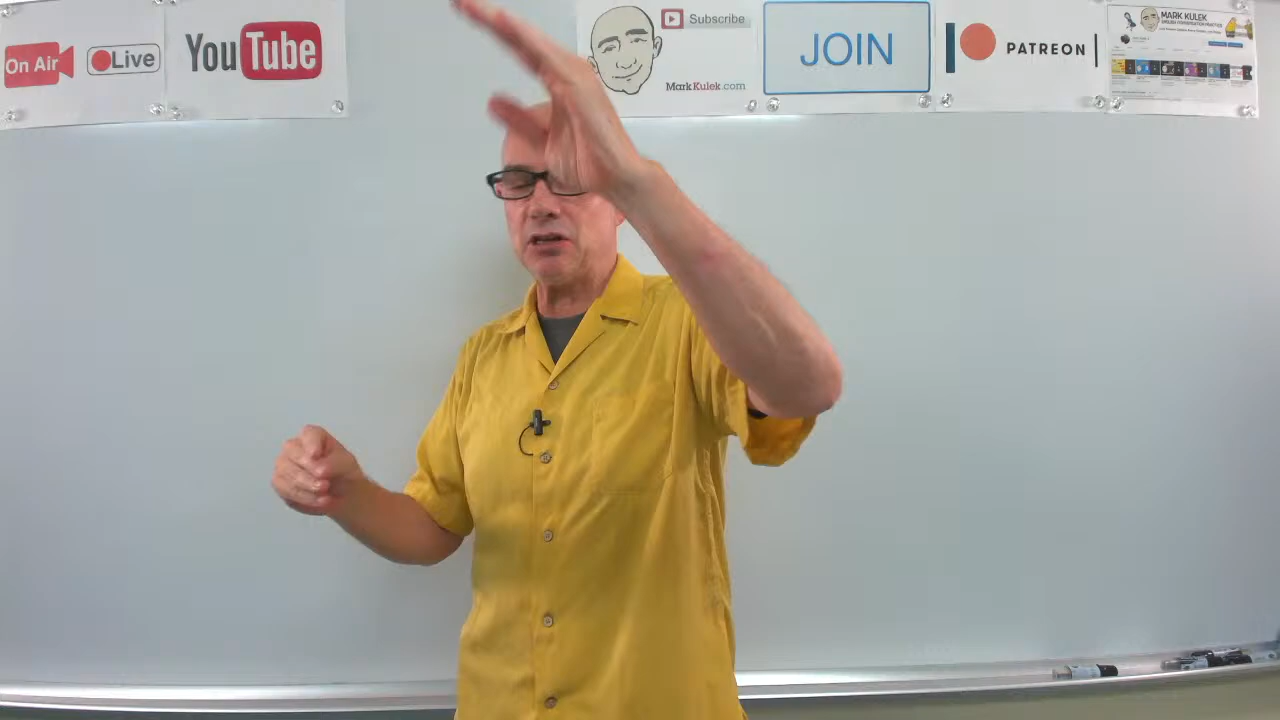 On Air
Live
YouTube
Subscribe
MarkKulek.com
JOIN
PATREON
MARK KULEK